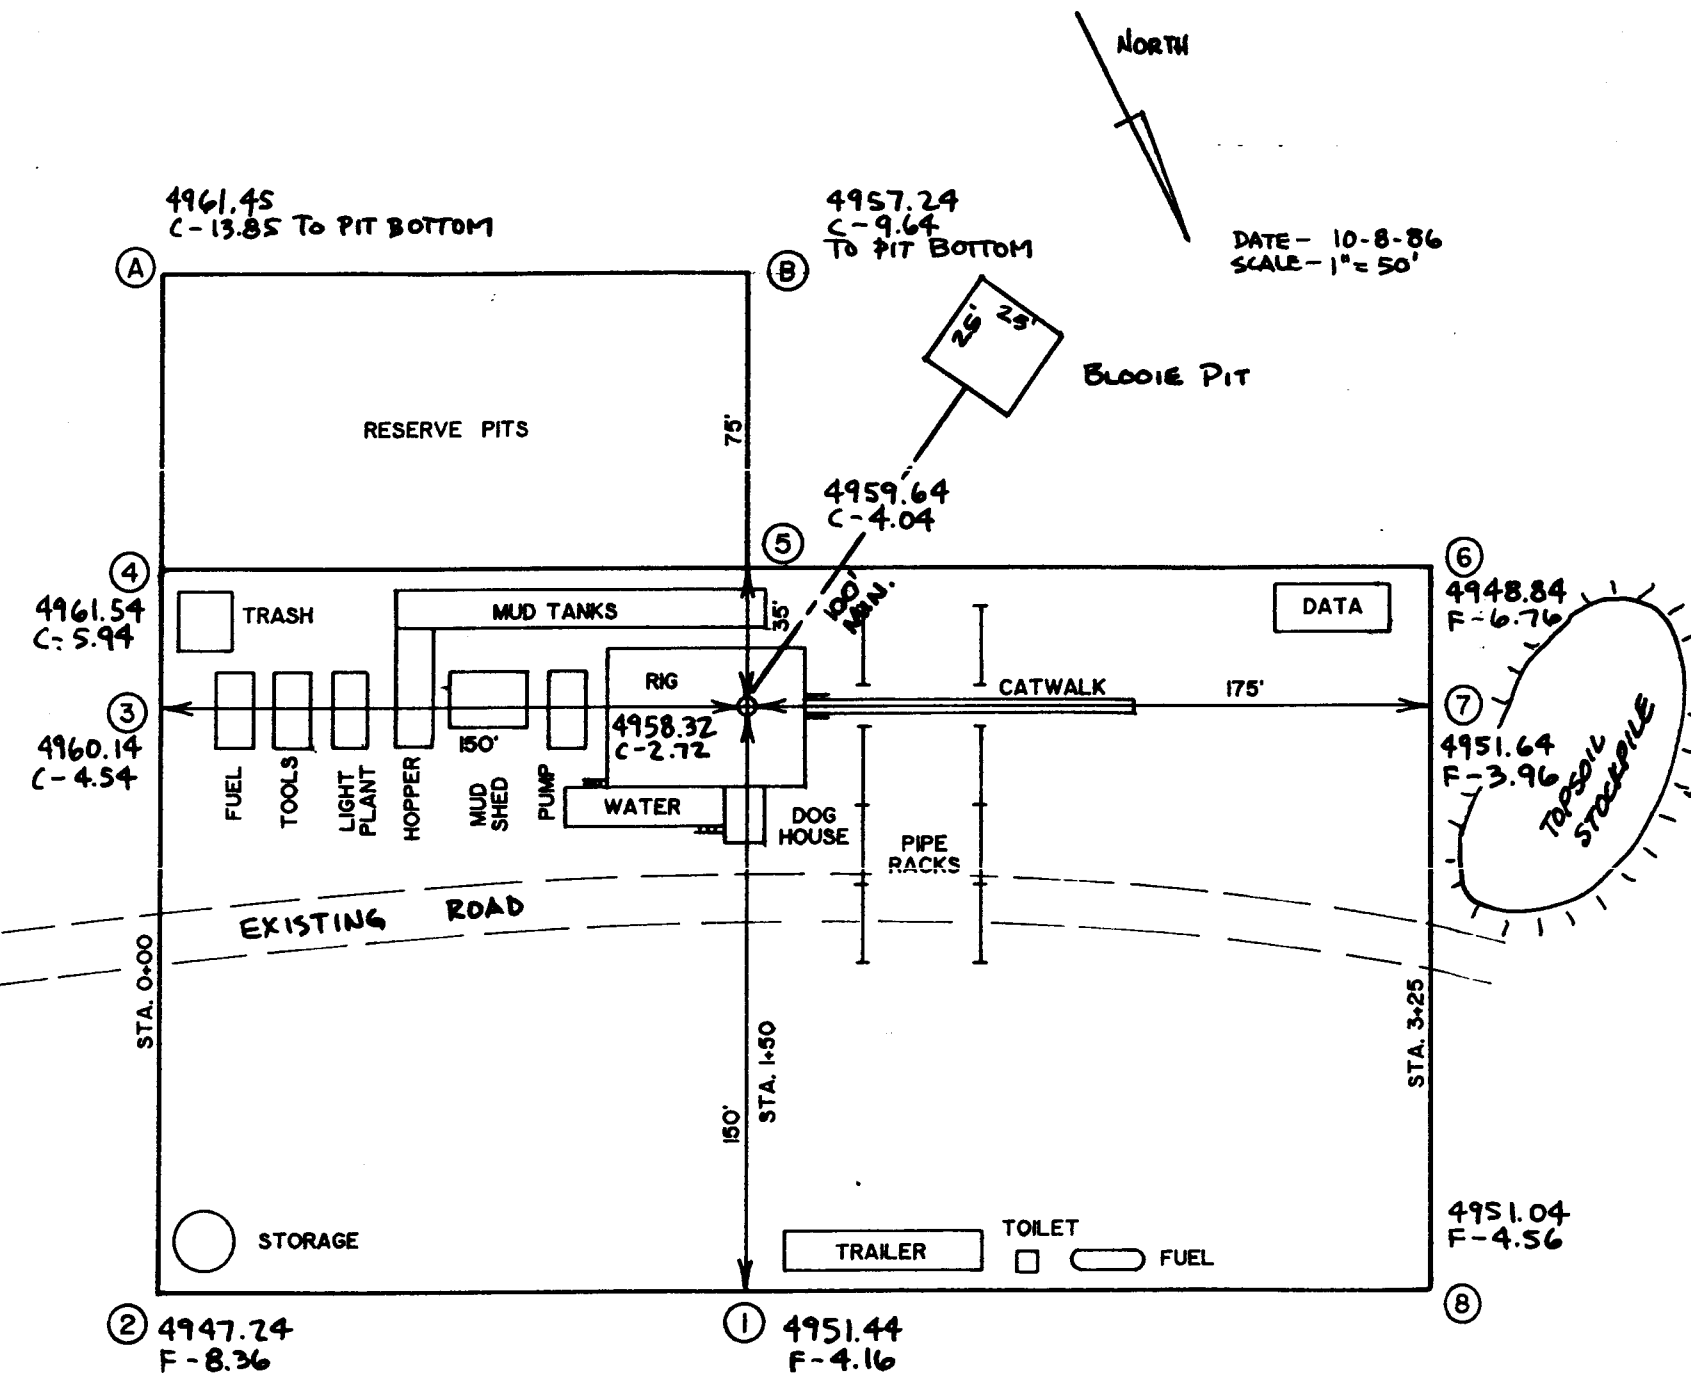 NORTH
4961.45
C-13.85 TO PIT BOTTOM
4957.24
C-9.64
TO PIT BOTTOM
DATE - 10-8-86
SCALE - 1" = 50'
A
B
25'
25'
BLOOIE PIT
RESERVE PITS
75'
4959.64
C-4.04
5
4
6
4961.54
C-5.94
TRASH
MUD TANKS
35'
100'
MIN.
DATA
4948.84
F-6.76
RIG
CATWALK
175'
3
7
4958.32
C-2.72
4960.14
C-4.54
150'
4951.64
F-3.96
TOPSOIL
STOCKPILE
FUEL
TOOLS
LIGHT
PLANT
HOPPER
MUD
SHED
PUMP
WATER
DOG
HOUSE
PIPE
RACKS
EXISTING ROAD
STA. 0+00
STA. 1+50
STA. 3+25
150'
STORAGE
TRAILER
TOILET
FUEL
4951.04
F-4.56
8
2
4947.24
F-8.36
1
4951.44
F-4.16